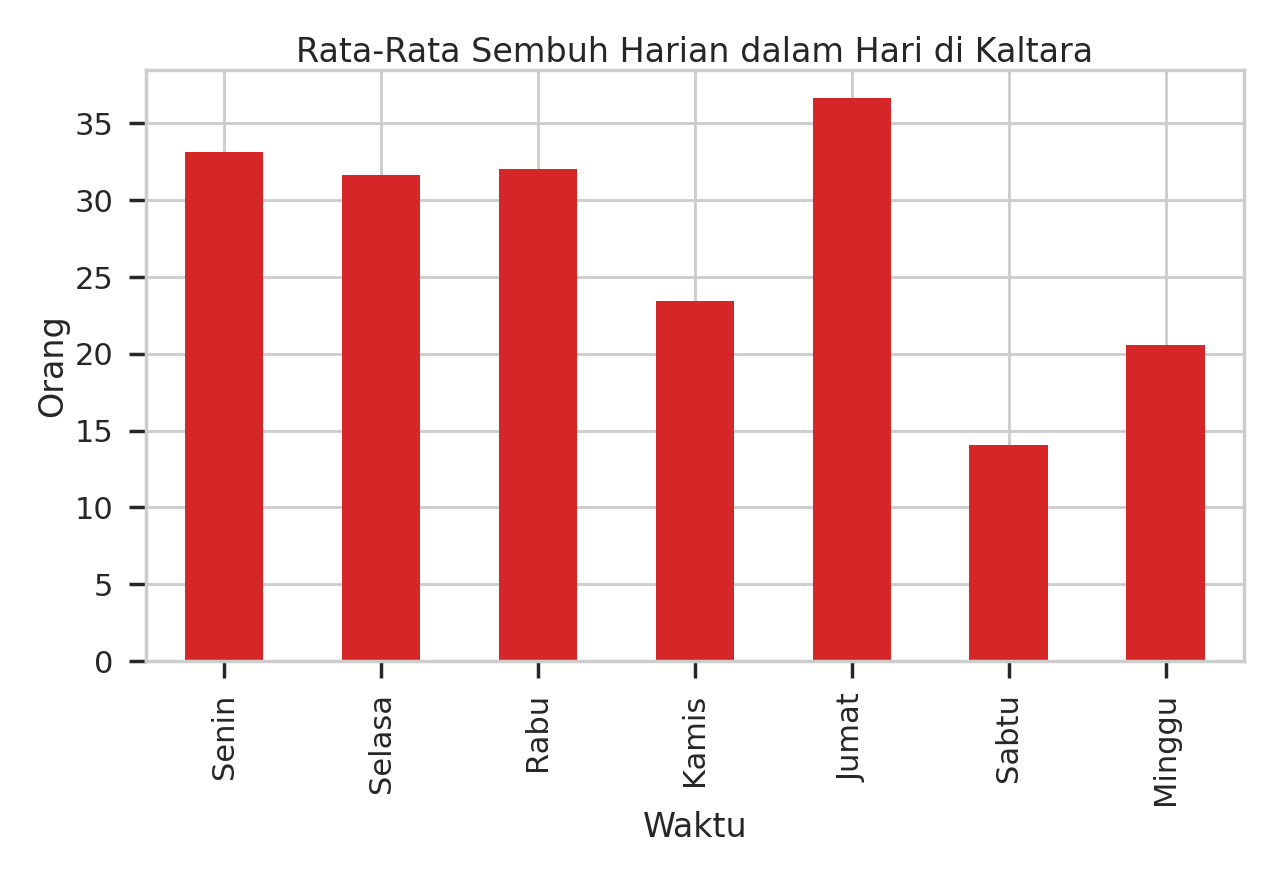 Rata-Rata Sembuh Harian dalam Hari di Kaltara
35
30
25
20
15
10
5
0
Orang
Senin
Selasa
Rabu
Kamis
Jumat
Sabtu
Minggu
Waktu